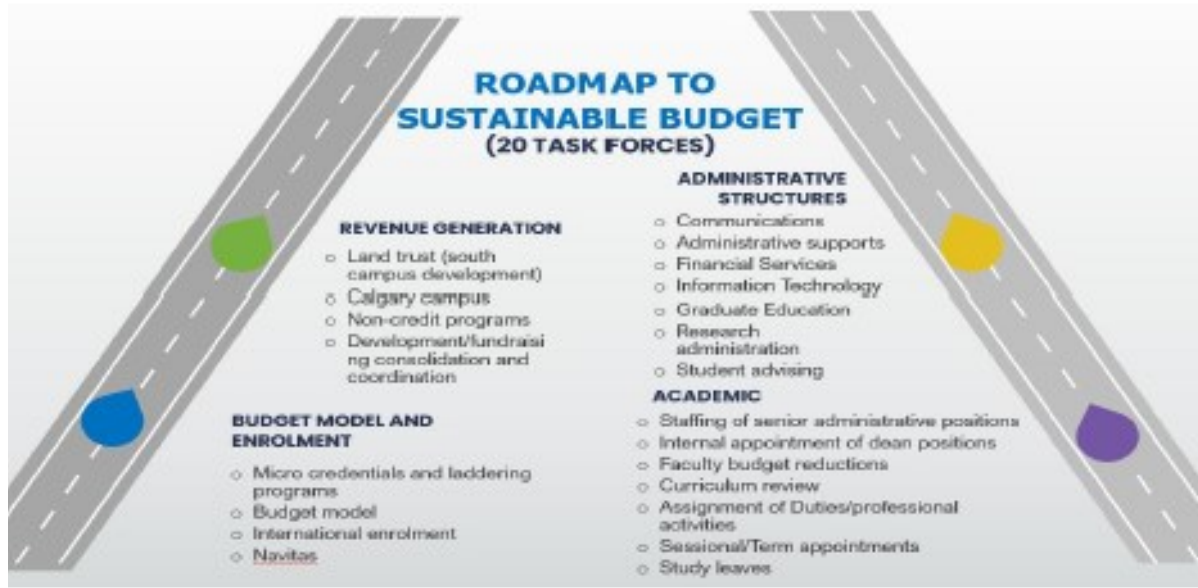 ROADMAP TO
SUSTAINABLE BUDGET
(20 TASK FORCES)
REVENUE GENERATION
o Land trust (south
campus development)
o Calgary campus
o Non-credit programs
o Development/fundraisi
ng consolidation and
coordination
BUDGET MODEL AND
ENROLMENT
o Micro credentials and laddering
programs
o Budget model
o International enrolment
o Navitas
ADMINISTRATIVE
STRUCTURES
o Communications
o Administrative supports
o Financial Services
o Information Technology
o Graduate Education
o Research
administration
o Student advising
ACADEMIC
o Staffing of senior administrative positions
o Internal appointment of dean positions
o Faculty budget reductions
o Curriculum review
o Assignment of Duties/professional
activities
o Sessional/Term appointments
o Study leaves